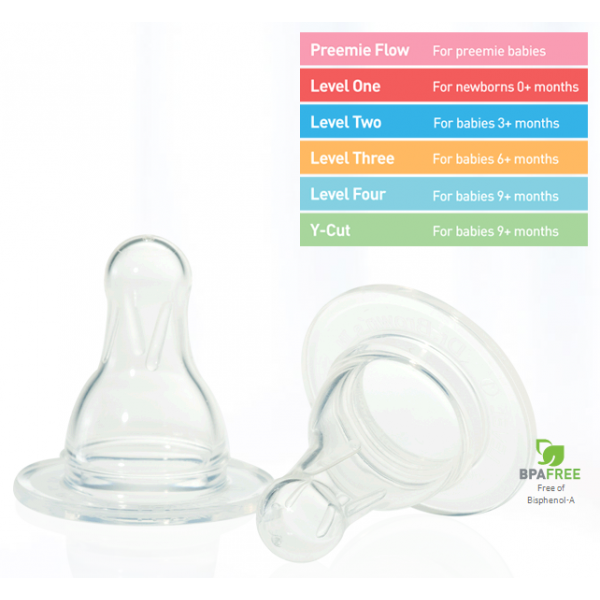 Preemie Flow For preemie babies
Level One For newborns 0+ months
Level Two For babies 3+ months
Level Three For babies 6+ months
Level Four For babies 9+ months
Y-Cut For babies 9+ months
BPAFREE
Free of
Bisphenol-A